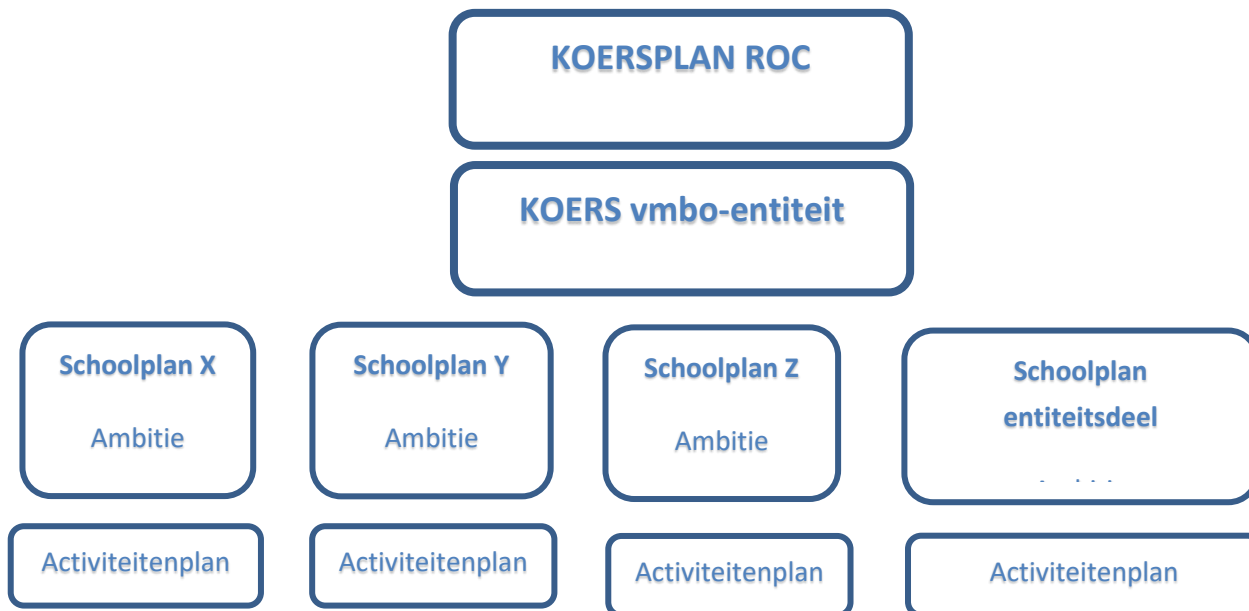 KOERSPLAN ROC
KOERS vmbo-entiteit
Schoolplan X
Ambitie
Schoolplan Y
Ambitie
Schoolplan Z
Ambitie
Schoolplan
entiteitsdeel
Activiteitenplan
Activiteitenplan
Activiteitenplan
Activiteitenplan